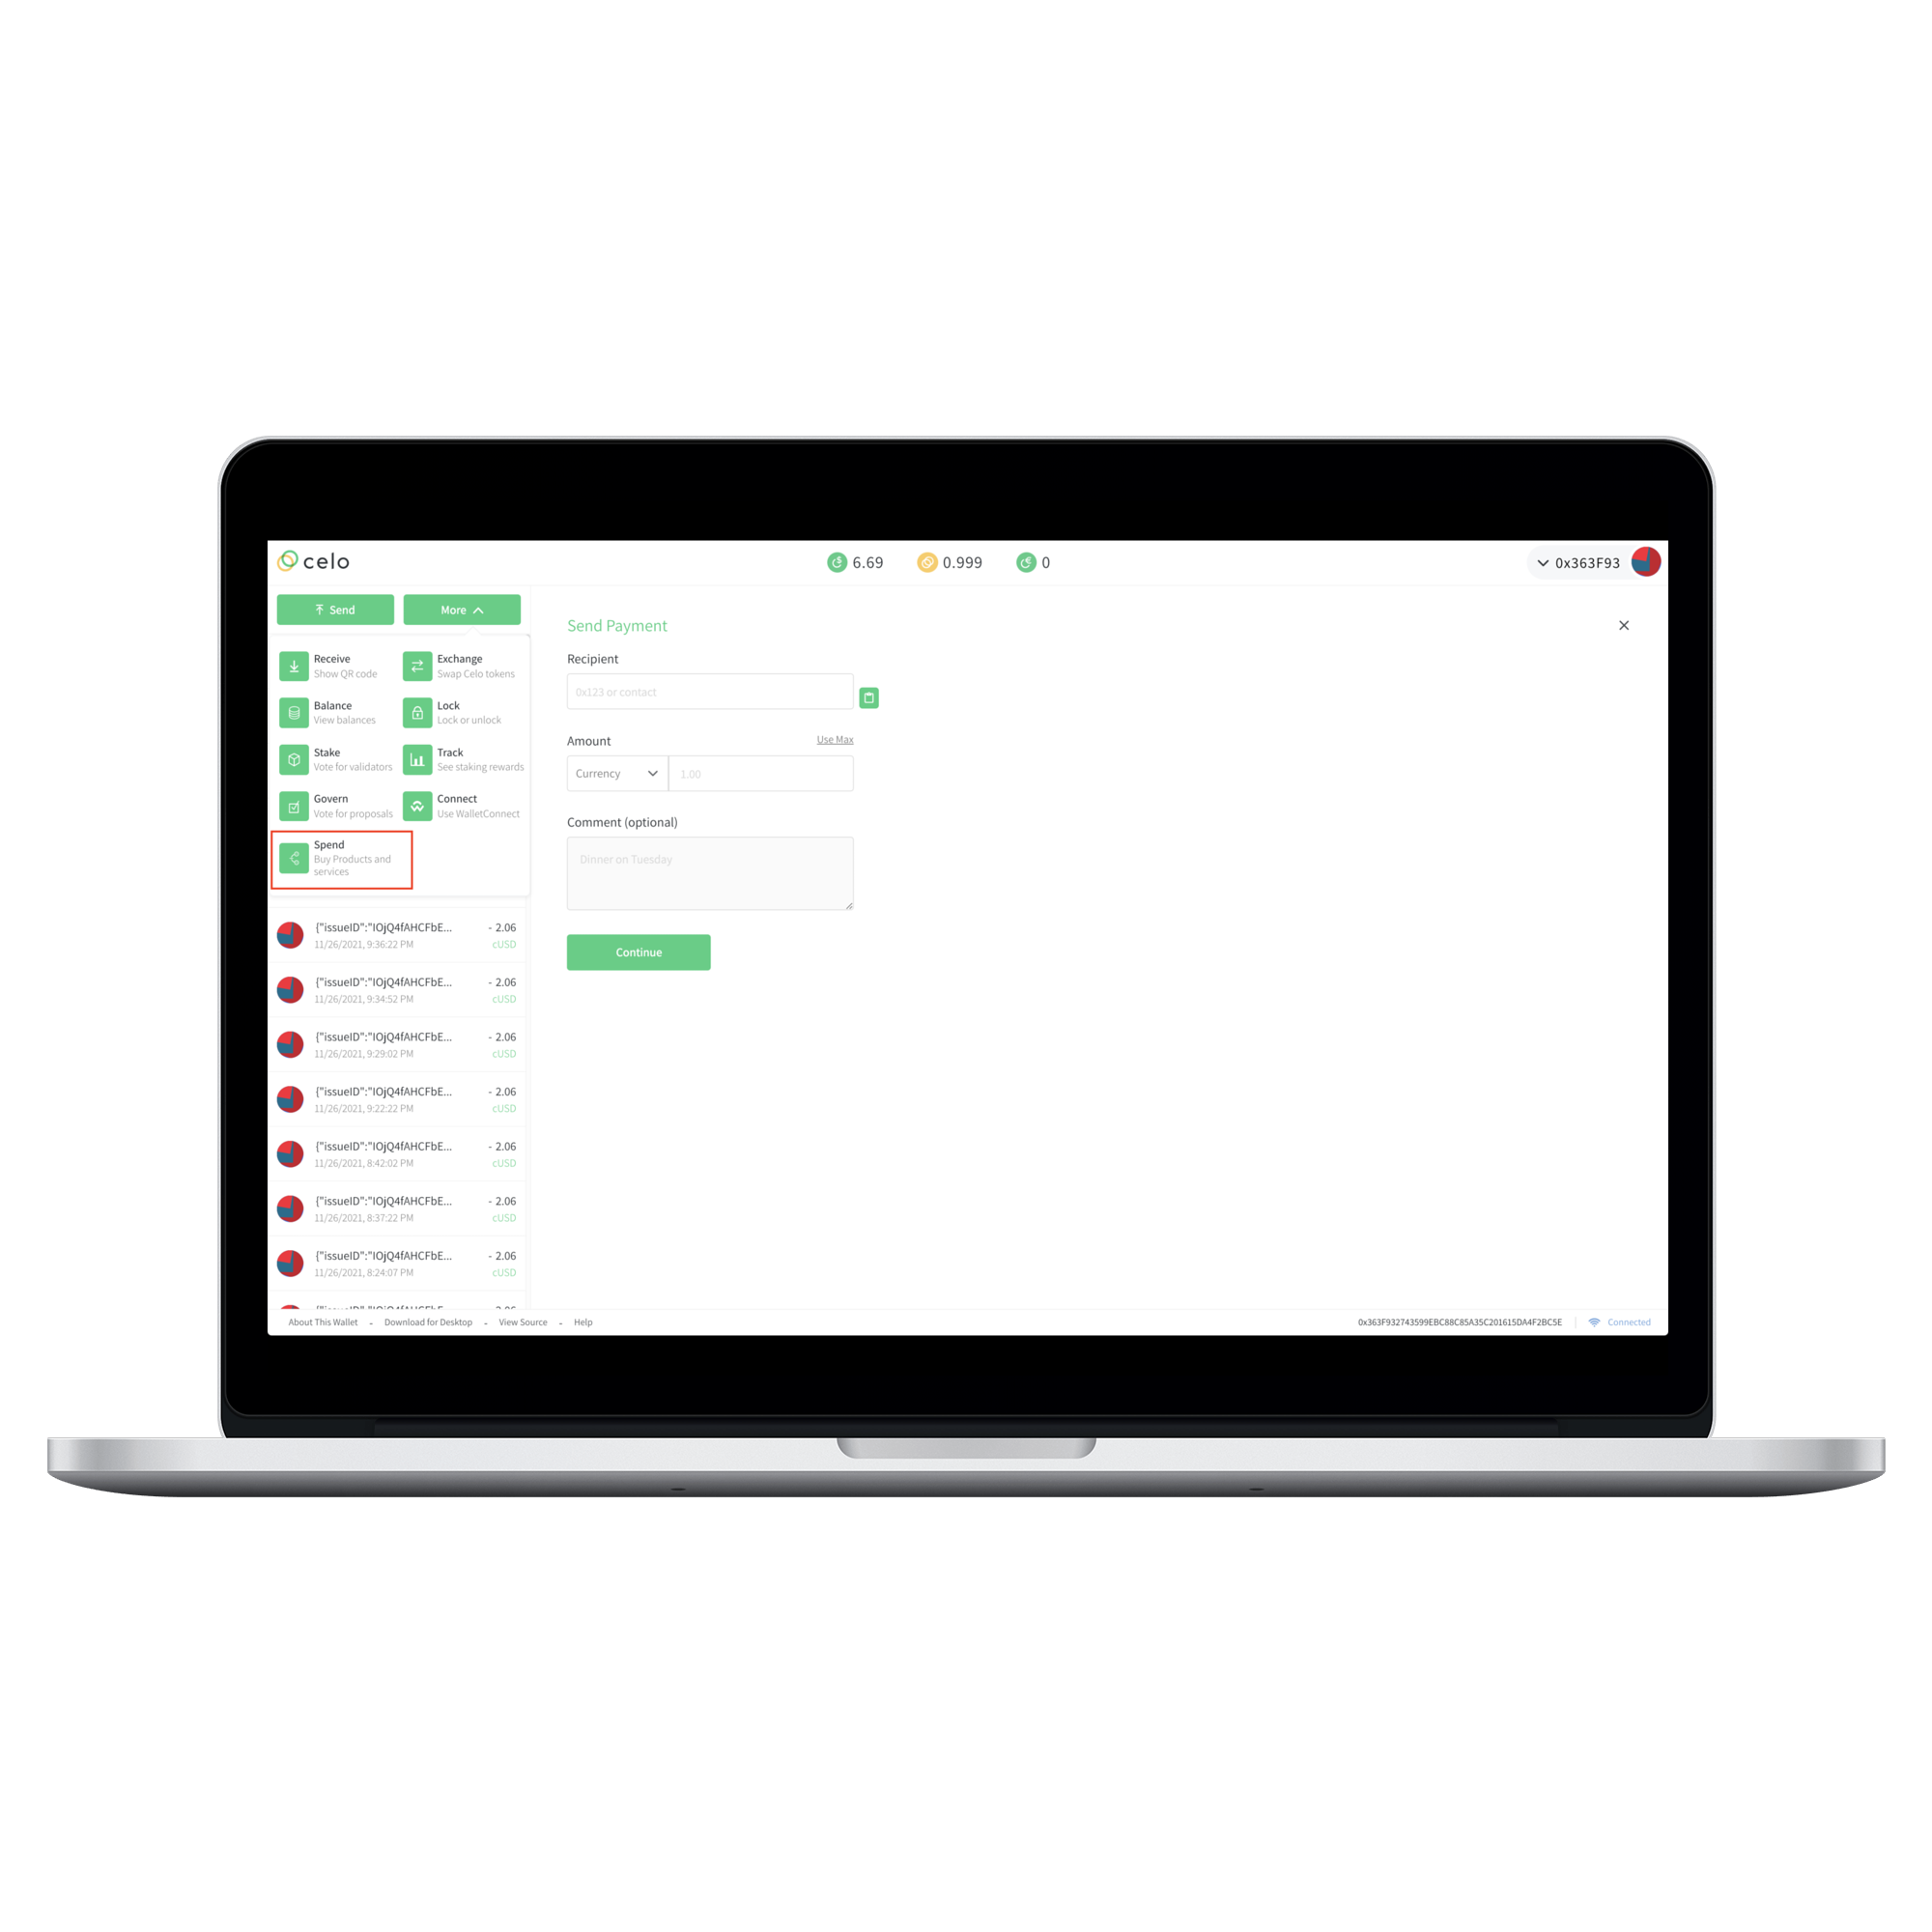 celo
6.69
0.999
0
0x363F93
Send
More
Receive
Show QR code
Exchange
Swap Celo tokens
Balance
View balances
Lock
Lock or unlock
Stake
Vote for validators
Track
See staking rewards
Govern
Vote for proposals
Connect
Use WalletConnect
Spend
Buy Products and
services
{"issueID":"IOjQ4fAHCFbE... - 2.06
11/26/2021, 9:36:22 PM cUSD
{"issueID":"IOjQ4fAHCFbE... - 2.06
11/26/2021, 9:34:52 PM cUSD
{"issueID":"IOjQ4fAHCFbE... - 2.06
11/26/2021, 9:29:02 PM cUSD
{"issueID":"IOjQ4fAHCFbE... - 2.06
11/26/2021, 9:22:22 PM cUSD
{"issueID":"IOjQ4fAHCFbE... - 2.06
11/26/2021, 8:42:02 PM cUSD
{"issueID":"IOjQ4fAHCFbE... - 2.06
11/26/2021, 8:37:22 PM cUSD
{"issueID":"IOjQ4fAHCFbE... - 2.06
11/26/2021, 8:24:07 PM cUSD
Send Payment
Recipient
0x123 or contact
Amount
Use Max
Currency
1.00
Comment (optional)
Dinner on Tuesday
Continue
About This Wallet - Download for Desktop - View Source - Help
0x363F932743599EBC88C85A35C201615DA4F2BC5E
Connected